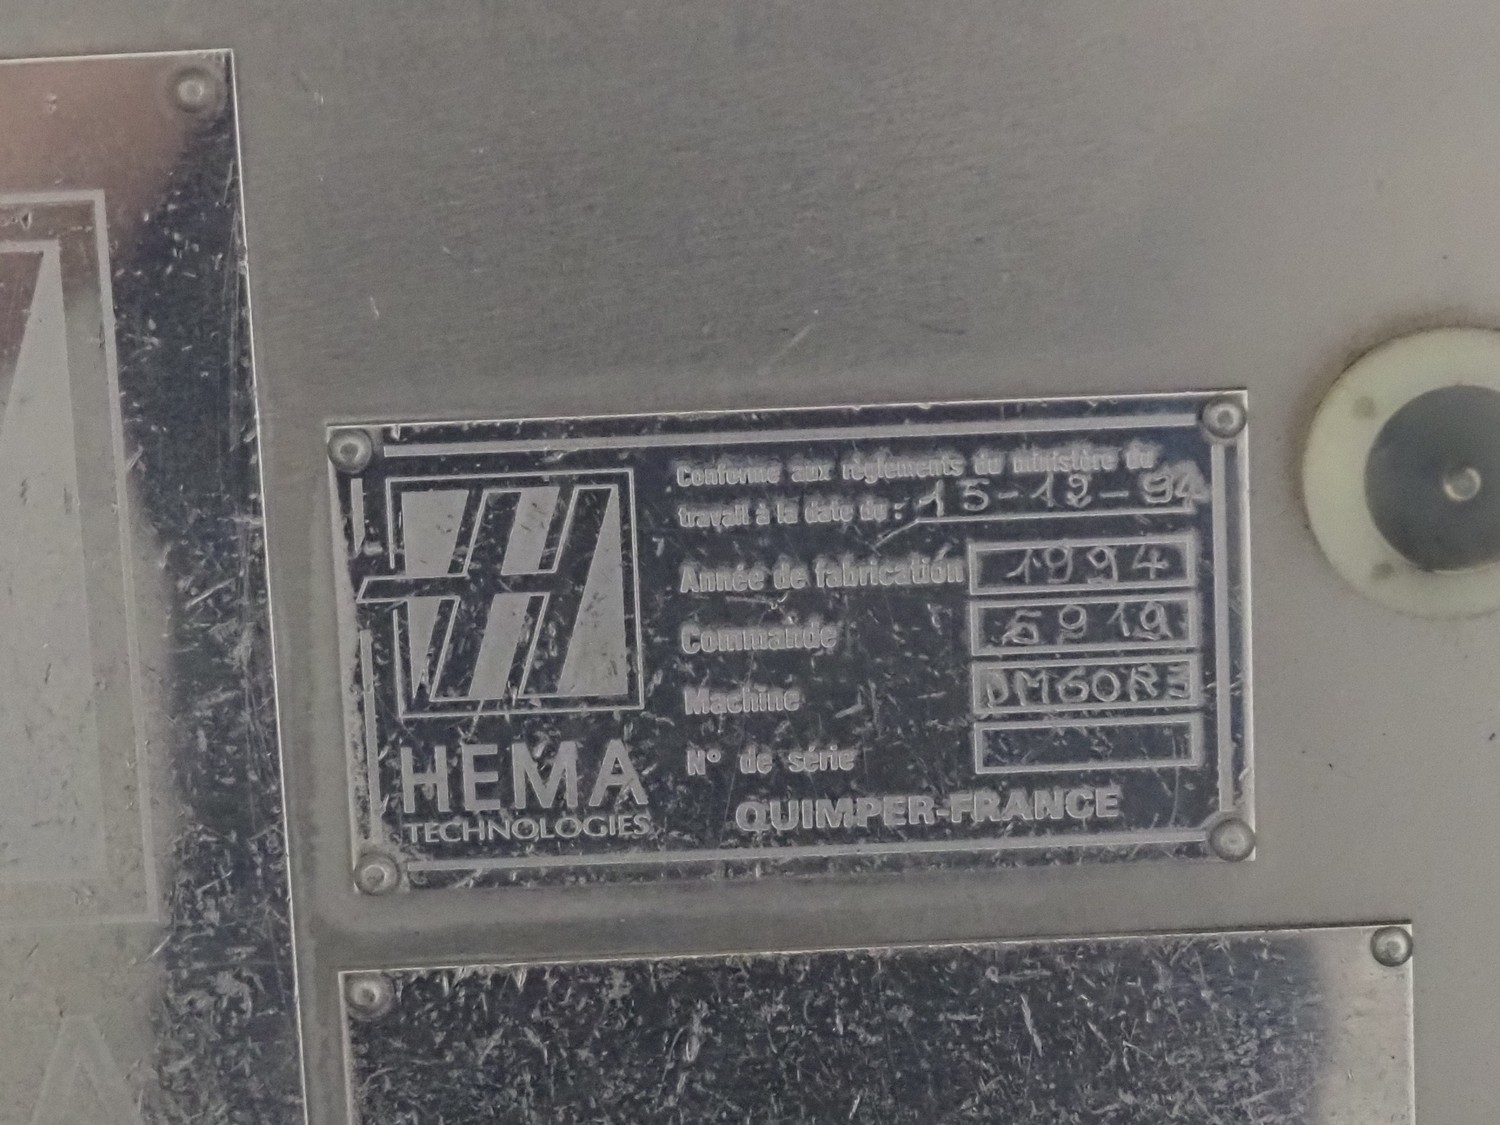 Conforme aux règlements du ministère du
travail à la date du : 15-12-94
Année de fabrication 1994
Commande 5919
Machine DM60R3
N° de série
HEMA
TECHNOLOGIES
QUIMPER-FRANCE